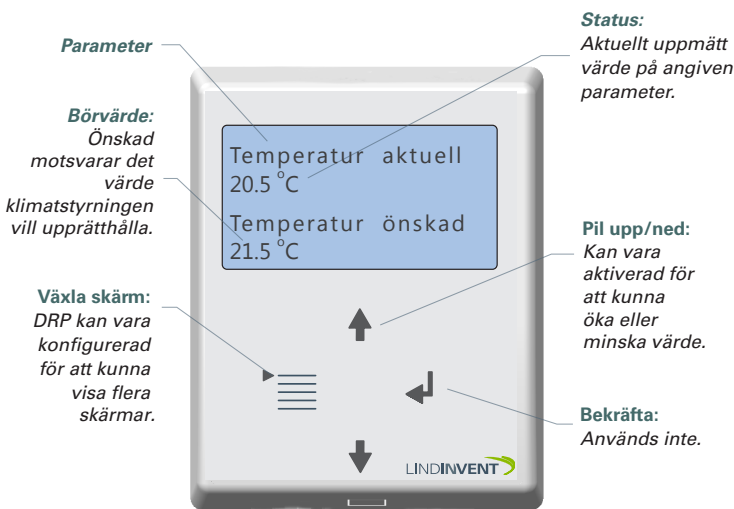 Parameter
Börvärde:
Önskad
motsvarar det
värde
klimatstyrningen
vill upprätthålla.
Växla skärm:
DRP kan vara
konfigurerad
för att kunna
visa flera
skärmar.
Temperatur aktuell
20.5 °C
Temperatur önskad
21.5 °C
LINDINVENT
Status:
Aktuellt uppmätt
värde på angiven
parameter.
Pil upp/ned:
Kan vara
aktiverad för
att kunna
öka eller
minska värde.
Bekräfta:
Används inte.